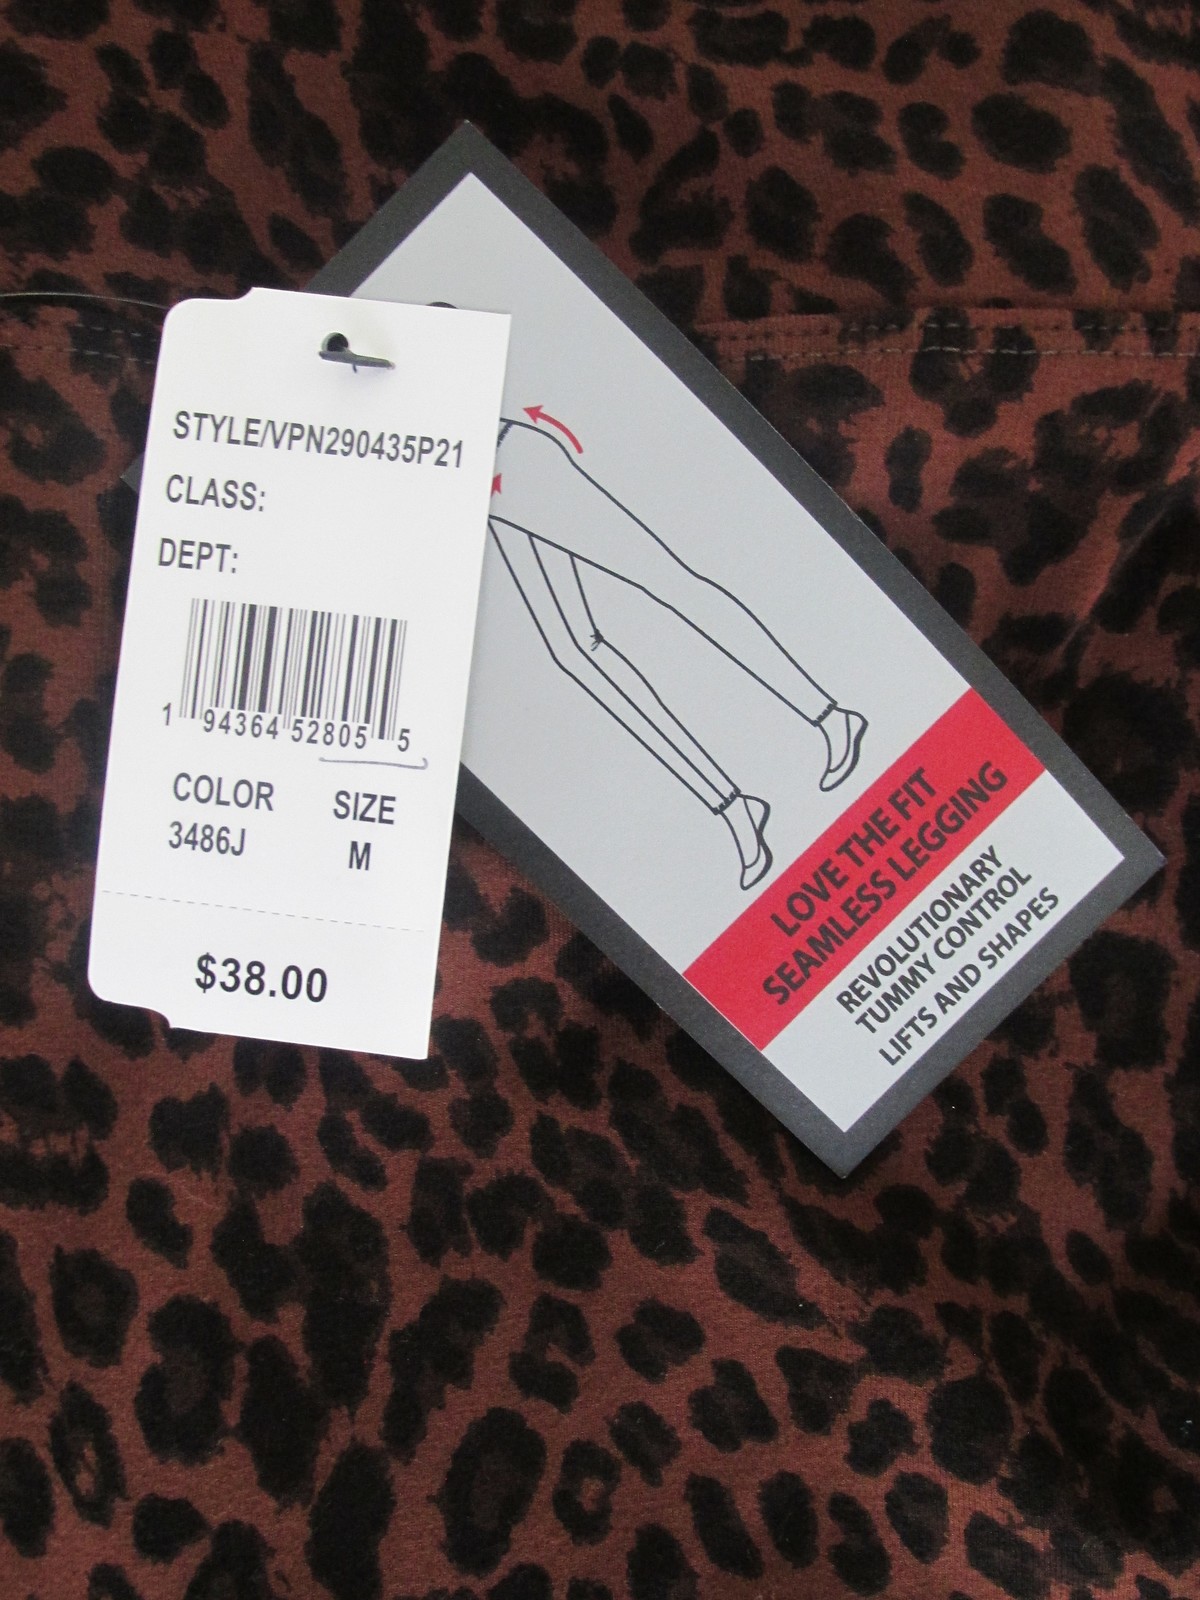 STYLE/VPN290435P21
CLASS:
DEPT:
1 94364 52805 5
COLOR SIZE
3486J M
$38.00
LOVE THE FIT
SEAMLESS LEGGING
REVOLUTIONARY
TUMMY CONTROL
LIFTS AND SHAPES